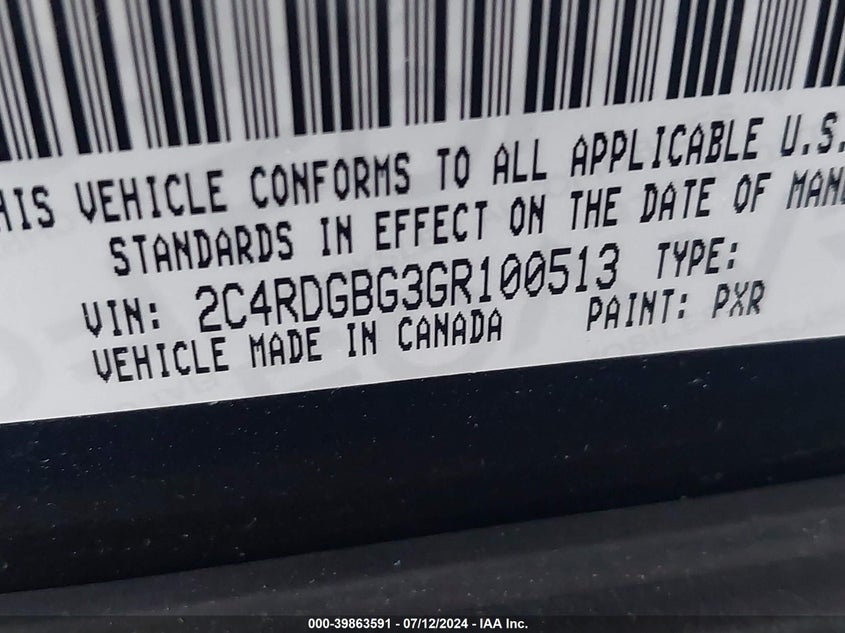 HIS VEHICLE CONFORMS TO ALL APPLICABLE U.S.
STANDARDS IN EFFECT ON THE DATE OF MANU
VIN: 2C4RDGBG3GR100513 TYPE:
VEHICLE MADE IN CANADA PAINT: PXR
000-39863591 - 07/12/2024 - IAA Inc.